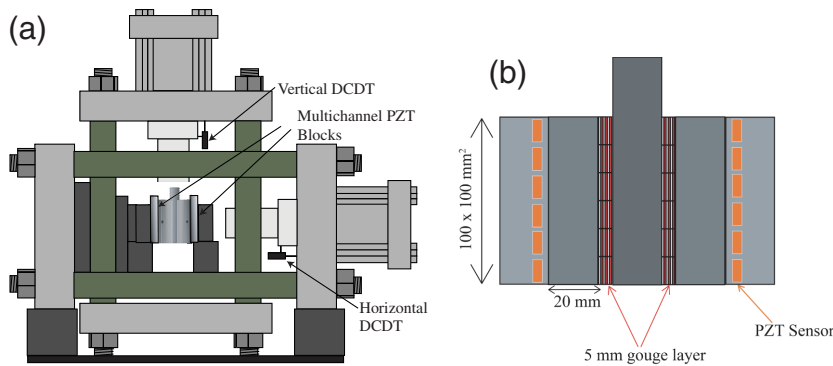 (a)
Vertical DCDT
Multichannel PZT
Blocks
Horizontal
DCDT
(b)
100 x 100 mm²
20 mm
5 mm gouge layer
PZT Sensor